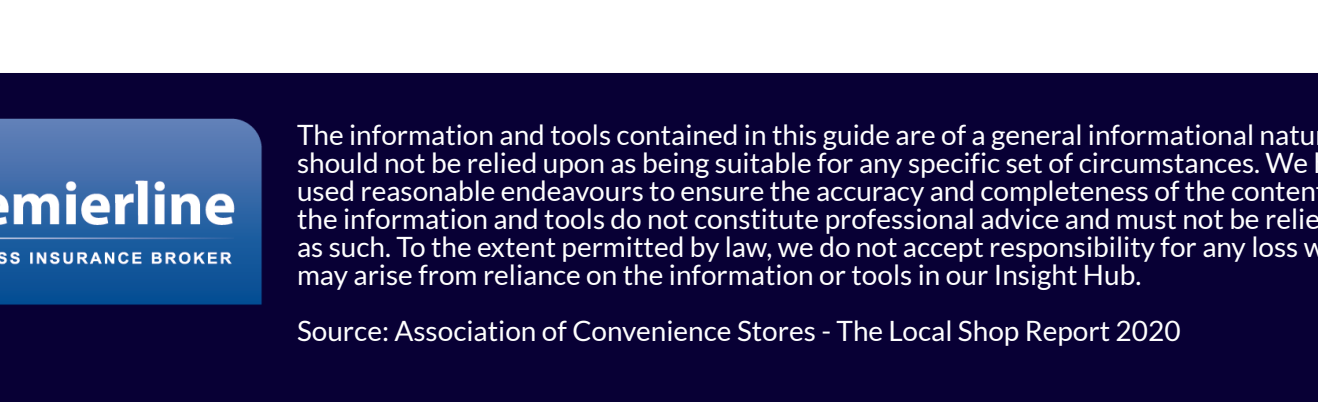 emierline
SS INSURANCE BROKER
The information and tools contained in this guide are of a general informational
should not be relied upon as being suitable for any specific set of circumstances. We
used reasonable endeavours to ensure the accuracy and completeness of the content
the information and tools do not constitute professional advice and must not be
as such. To the extent permitted by law, we do not accept responsibility for any loss
may arise from reliance on the information or tools in our Insight Hub.
Source: Association of Convenience Stores - The Local Shop Report 2020